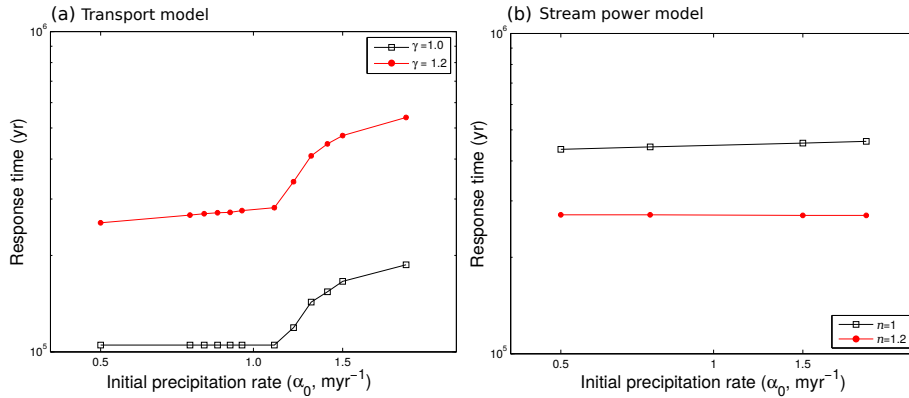 (a) Transport model
10^6
γ =1.0
γ = 1.2
Response time (yr)
10^5
0.5
1.0
1.5
Initial precipitation rate (α_0, myr^-1)
(b) Stream power model
10^6
Response time (yr)
n=1
n=1.2
10^5
0.5
1
1.5
Initial precipitation rate (α_0, myr^-1)